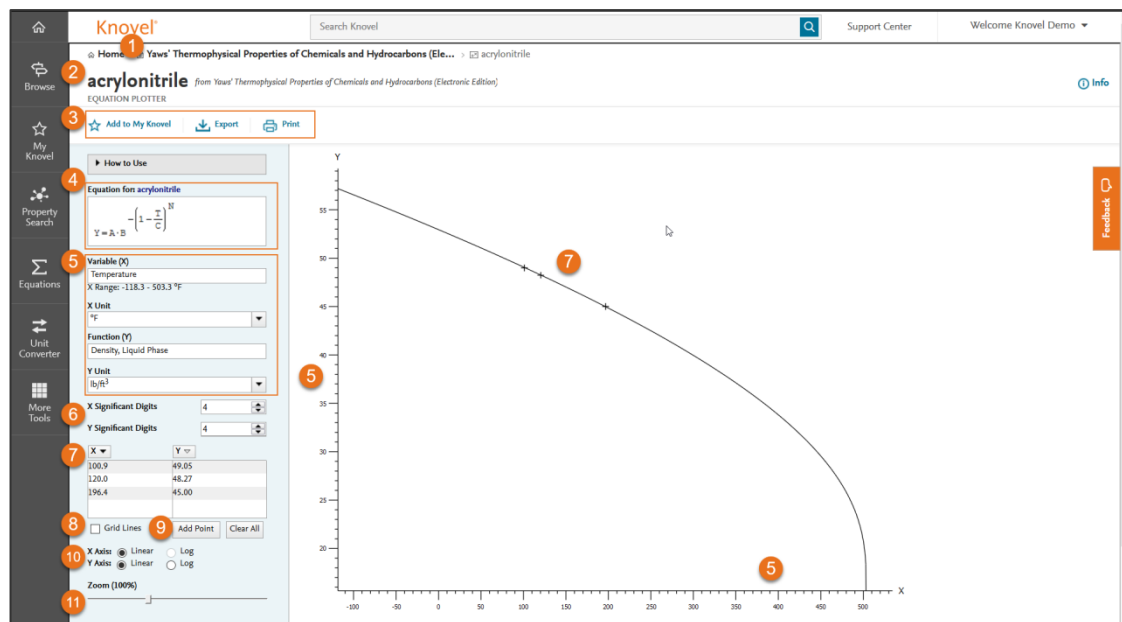 Knovel®
Search Knovel
Support Center
Welcome Knovel Demo
1
Home
Yaws' Thermophysical Properties of Chemicals and Hydrocarbons (Ele... > acrylonitrile
2
acrylonitrile from Yaws' Thermophysical Properties of Chemicals and Hydrocarbons (Electronic Edition)
EQUATION PLOTTER
Info
3
Add to My Knovel
Export
Print
Browse
My
Knovel
Property
Search
Equations
Unit
Converter
More
Tools
How to Use
4
Equation for: acrylonitrile
Y=A·B^-(1-T/C)^N
5
Variable (X)
Temperature
X Range: -118.3 - 503.3 °F
X Unit
°F
Function (Y)
Density, Liquid Phase
Y Unit
lb/ft³
6
X Significant Digits 4
Y Significant Digits 4
7
X Y
100.9 49.05
120.0 48.27
196.4 45.00
8
Grid Lines
9
Add Point
Clear All
10
X Axis: Linear Log
Y Axis: Linear Log
Zoom (100%)
11
Y
55
50
45
40
35
30
25
20
7
5
5
X
-100 -50 0 50 100 150 200 250 300 350 400 450 500
Feedback